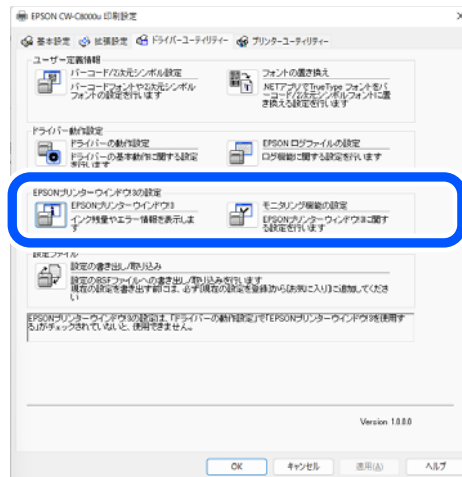 EPSON CW-C8000u 印刷設定
基本設定 拡張設定 ドライバーユーティリティー プリンターユーティリティー
ユーザー定義情報
バーコード/2次元シンボル設定
バーコードフォントや2次元シンボル
フォントの設定を行います
フォントの置き換え
.NETアプリでTrueType フォントをバ
ーコード/2次元シンボルフォントに置
き換える設定を行います
ドライバー動作設定
ドライバーの動作設定
ドライバーの基本動作に関する設定
を行います
EPSON ログファイルの設定
ログ機能に関する設定を行います
EPSONプリンターウィンドウ3の設定
EPSONプリンターウィンドウ3
インク残量やエラー情報を表示しま
す
モニタリング機能の設定
EPSONプリンターウィンドウ3に関す
る設定を行います
設定ファイル
設定の書き出し/取り込み
設定のBSFファイルへの書き出し/取り込みを行います
現在の設定を書き出す前には、必ず[現在の設定を登録]から[お気に入り]に追加してくださ
い
EPSONプリンターウィンドウ3の設定は、「ドライバーの動作設定」で「EPSONプリンターウィンドウ3を使用す
る」がチェックされていないと、使用できません。
Version 1.0.0.0
OK キャンセル 適用(A) ヘルプ